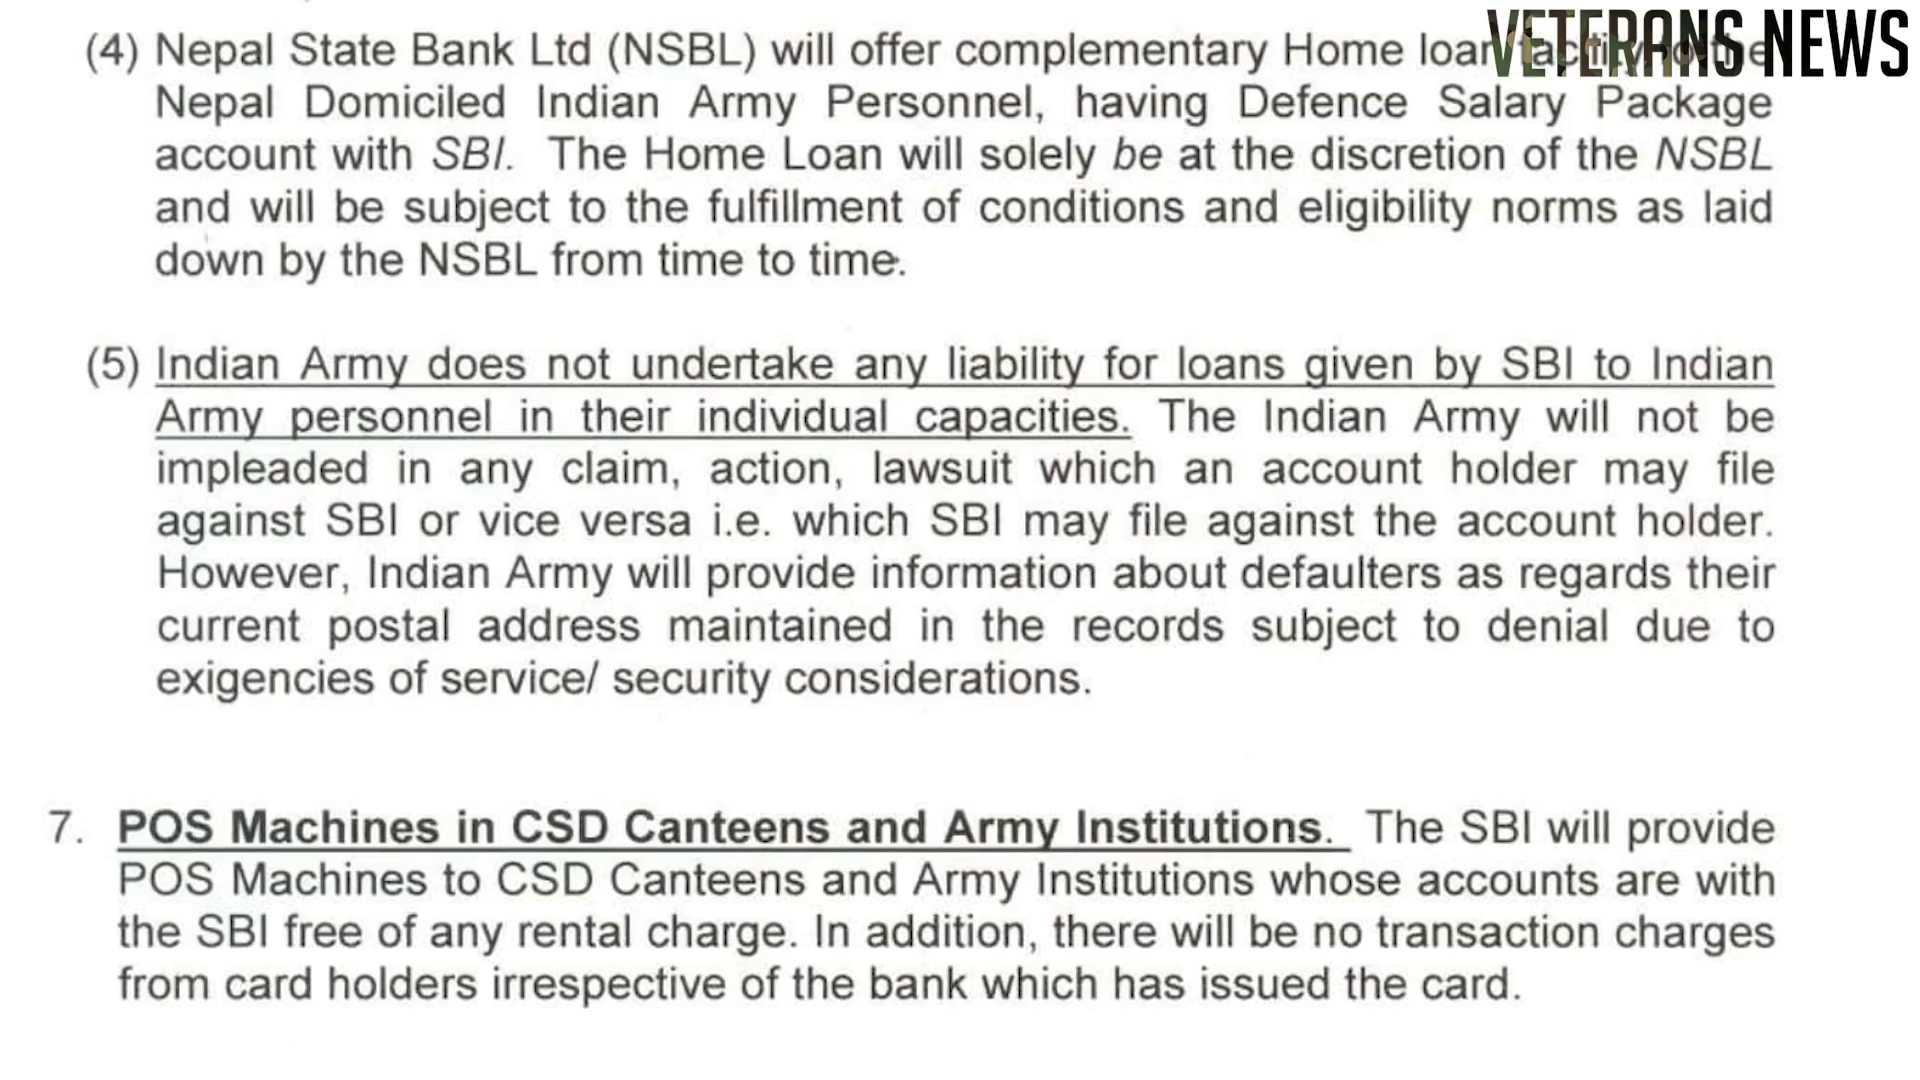 VETERANS NEWS
(4) Nepal State Bank Ltd (NSBL) will offer complementary Home loan facility to the
Nepal Domiciled Indian Army Personnel, having Defence Salary Package
account with SBI. The Home Loan will solely be at the discretion of the NSBL
and will be subject to the fulfillment of conditions and eligibility norms as laid
down by the NSBL from time to time.
(5) Indian Army does not undertake any liability for loans given by SBI to Indian
Army personnel in their individual capacities. The Indian Army will not be
impleaded in any claim, action, lawsuit which an account holder may file
against SBI or vice versa i.e. which SBI may file against the account holder.
However, Indian Army will provide information about defaulters as regards their
current postal address maintained in the records subject to denial due to
exigencies of service/ security considerations.
7. POS Machines in CSD Canteens and Army Institutions. The SBI will provide
POS Machines to CSD Canteens and Army Institutions whose accounts are with
the SBI free of any rental charge. In addition, there will be no transaction charges
from card holders irrespective of the bank which has issued the card.